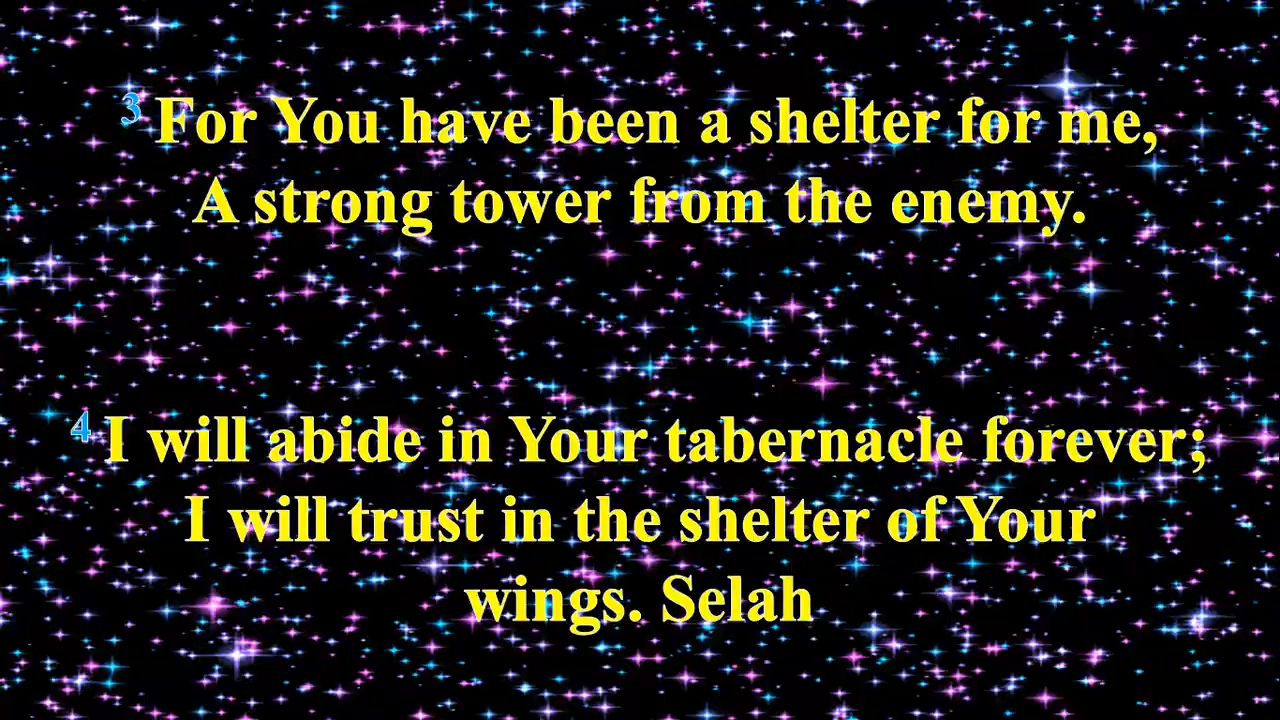 3 For You have been a shelter for me,
A strong tower from the enemy.
4 I will abide in Your tabernacle forever;
I will trust in the shelter of Your
wings. Selah